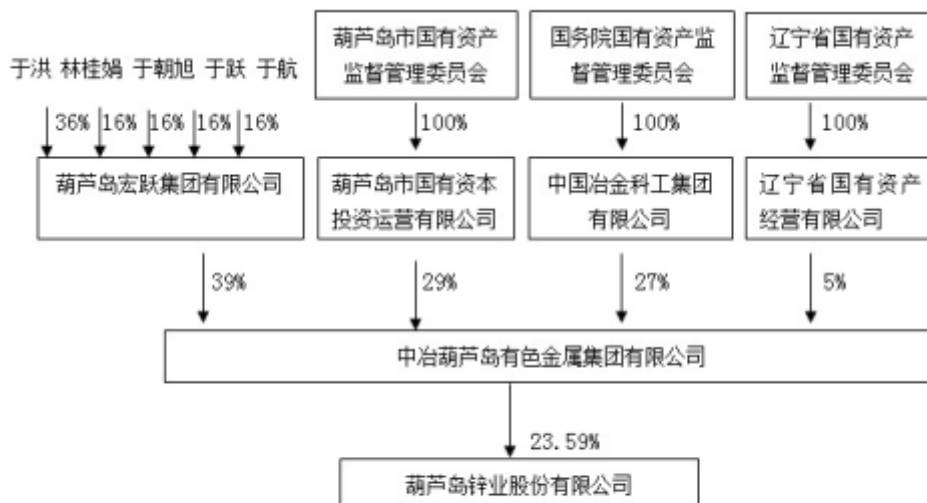 葫芦岛市国有资产
监督管理委员会
国务院国有资产监
督管理委员会
辽宁省国有资产
监督管理委员会
于洪 林桂娟 于朝旭 于跃 于航
36% 16% 16% 16% 16%
100%
100%
100%
葫芦岛宏跃集团有限公司
葫芦岛市国有资本
投资运营有限公司
中国冶金科工集团
有限公司
辽宁省国有资产
经营有限公司
39%
29%
27%
5%
中冶葫芦岛有色金属集团有限公司
23.59%
葫芦岛锌业股份有限公司